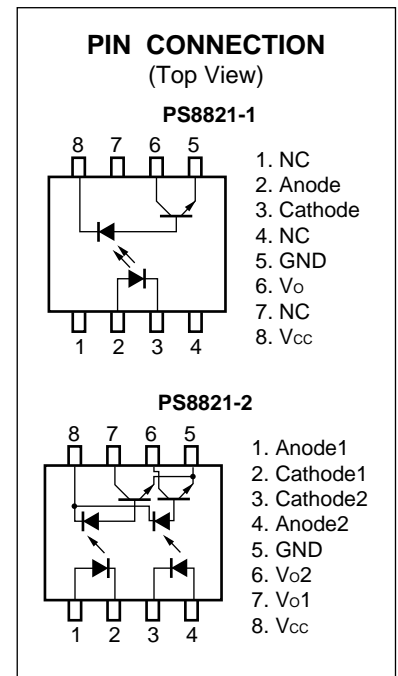 PIN CONNECTION
(Top View)
PS8821-1
8 7 6 5
1. NC
2. Anode
3. Cathode
4. NC
5. GND
6. VO
7. NC
8. VCC
1 2 3 4
PS8821-2
8 7 6 5
1. Anode1
2. Cathode1
3. Cathode2
4. Anode2
5. GND
6. VO2
7. VO1
8. VCC
1 2 3 4